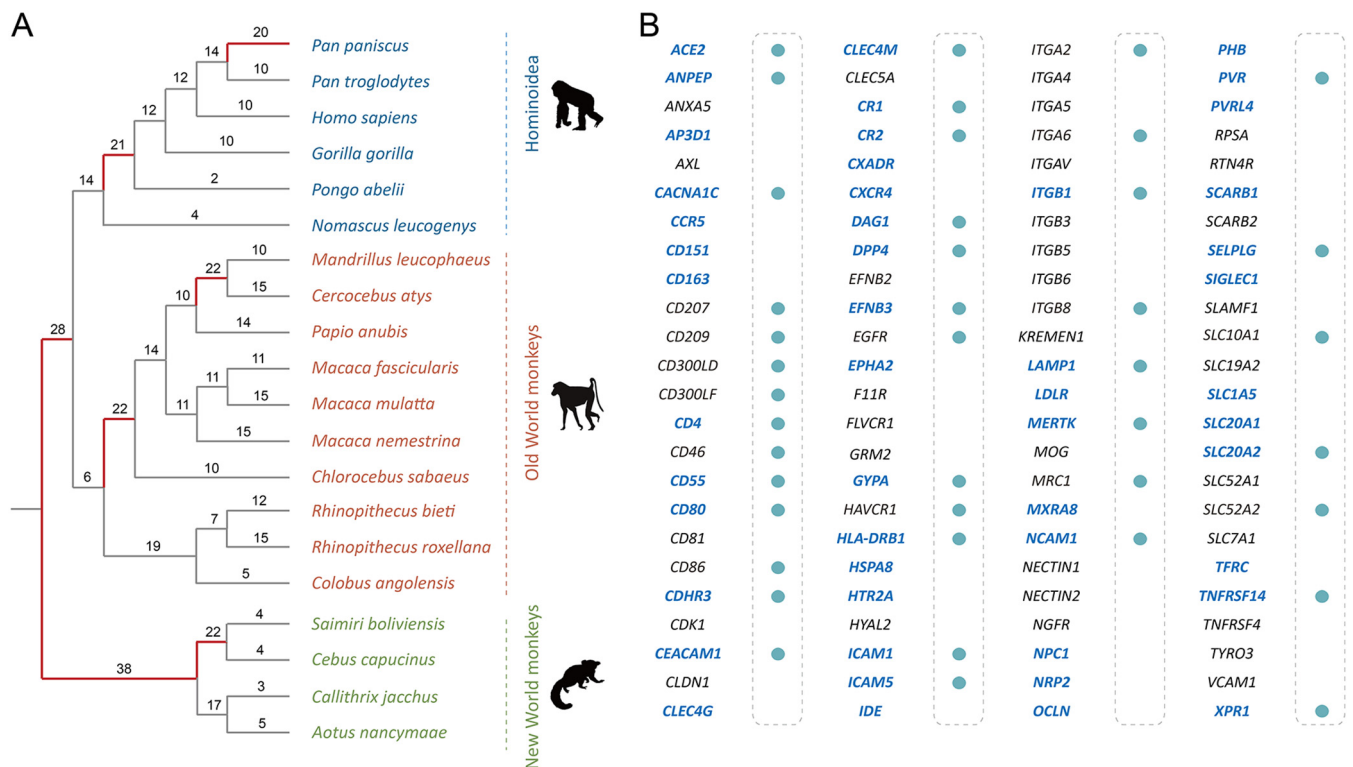 A
20
Pan paniscus
14
10
Pan troglodytes
12
10
Homo sapiens
12
10
Gorilla gorilla
21
2
Pongo abelii
14
4
Nomascus leucogenys
Hominoidea
10
Mandrillus leucophaeus
22
15
Cercocebus atys
10
14
Papio anubis
28
14
11
Macaca fascicularis
11
15
Macaca mulatta
11
15
Macaca nemestrina
22
10
Chlorocebus sabaeus
6
12
Rhinopithecus bieti
7
15
Rhinopithecus roxellana
19
5
Colobus angolensis
Old World monkeys
4
Saimiri boliviensis
22
4
Cebus capucinus
38
3
Callithrix jacchus
17
5
Aotus nancymaae
New World monkeys
B
ACE2
ANPEP
ANXA5
AP3D1
AXL
CACNA1C
CCR5
CD151
CD163
CD207
CD209
CD300LD
CD300LF
CD4
CD46
CD55
CD80
CD81
CD86
CDHR3
CDK1
CEACAM1
CLDN1
CLEC4G
CLEC4M
CLEC5A
CR1
CR2
CXADR
CXCR4
DAG1
DPP4
EFNB2
EFNB3
EGFR
EPHA2
F11R
FLVCR1
GRM2
GYPA
HAVCR1
HLA-DRB1
HSPA8
HTR2A
HYAL2
ICAM1
ICAM5
IDE
ITGA2
ITGA4
ITGA5
ITGA6
ITGAV
ITGB1
ITGB3
ITGB5
ITGB6
ITGB8
KREMEN1
LAMP1
LDLR
MERTK
MOG
MRC1
MXRA8
NCAM1
NECTIN1
NECTIN2
NGFR
NPC1
NRP2
OCLN
PHB
PVR
PVRL4
RPSA
RTN4R
SCARB1
SCARB2
SELPLG
SIGLEC1
SLAMF1
SLC10A1
SLC19A2
SLC1A5
SLC20A1
SLC20A2
SLC52A1
SLC52A2
SLC7A1
TFRC
TNFRSF14
TNFRSF4
TYRO3
VCAM1
XPR1